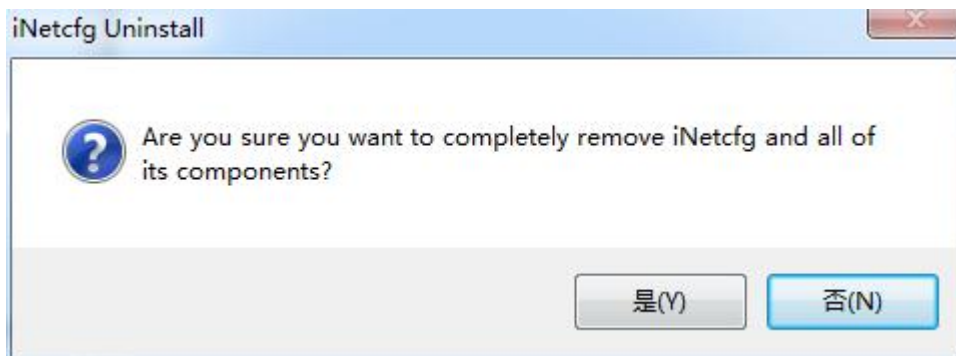 iNetcfg Uninstall
Are you sure you want to completely remove iNetcfg and all of
its components?
是(Y)
否(N)